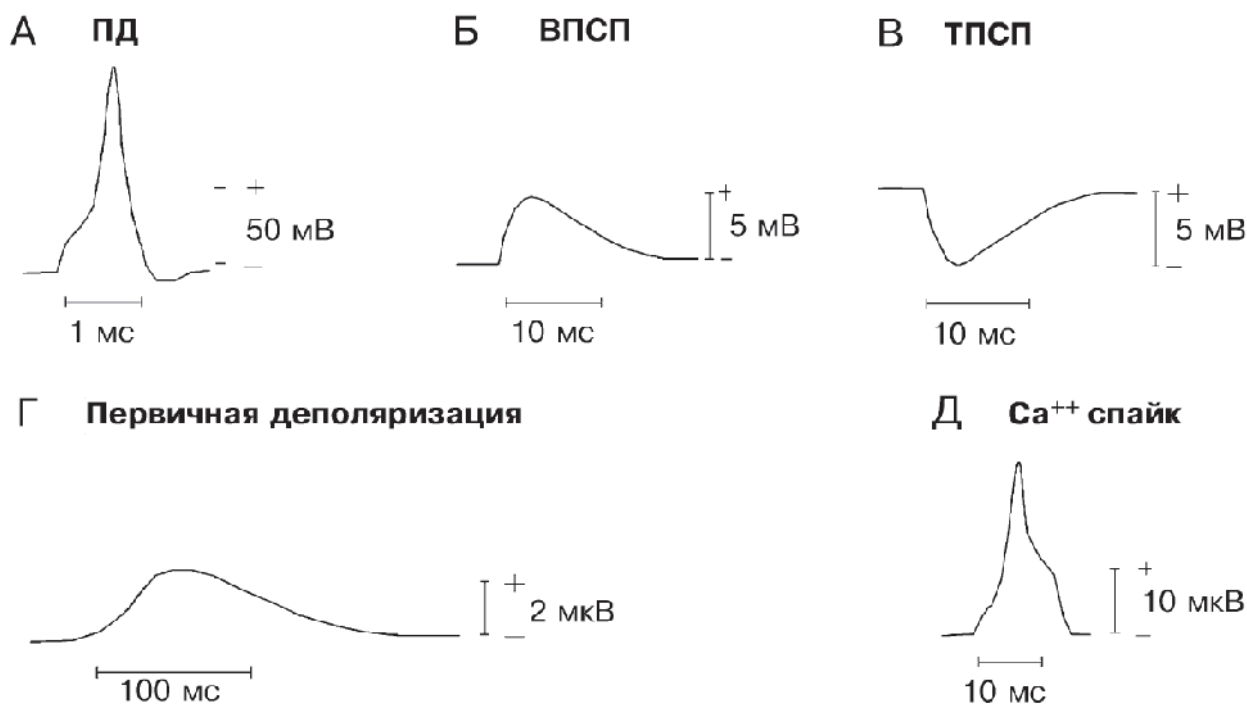 А ПД
Б ВПСП
В ТПСП
- +
50 мВ
- –
1 мс
+
5 мВ
–
10 мс
+
5 мВ
–
10 мс
Г Первичная деполяризация
Д Ca++ спайк
+
2 мкВ
–
100 мс
+
10 мкВ
–
10 мс